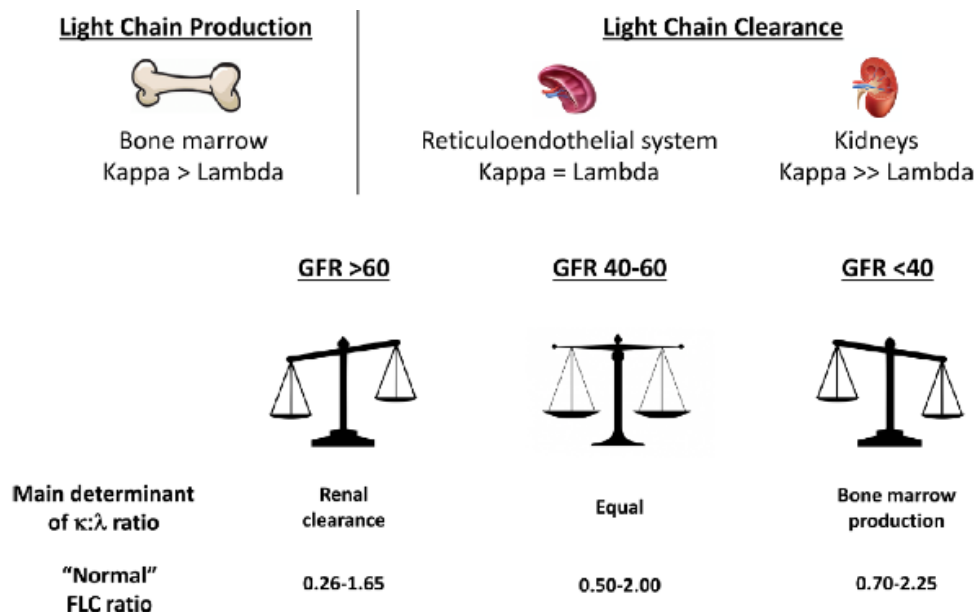 Light Chain Production
Light Chain Clearance
Bone marrow
Kappa > Lambda
Reticuloendothelial system
Kappa = Lambda
Kidneys
Kappa >> Lambda
GFR >60
GFR 40-60
GFR <40
Main determinant
of κ:λ ratio
Renal
clearance
Equal
Bone marrow
production
“Normal”
FLC ratio
0.26-1.65
0.50-2.00
0.70-2.25